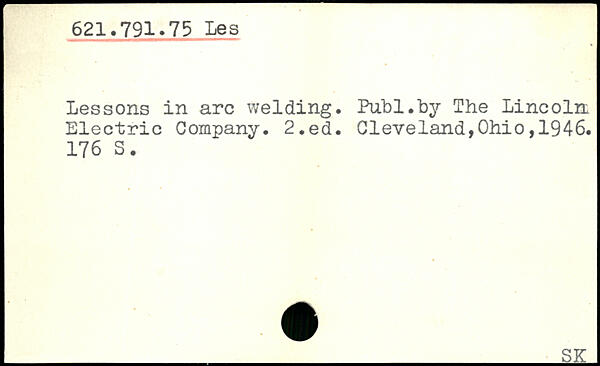 621.791.75 Les
Lessons in arc welding. Publ.by The Lincoln
Electric Company. 2.ed. Cleveland,Ohio,1946.
176 S.
SK